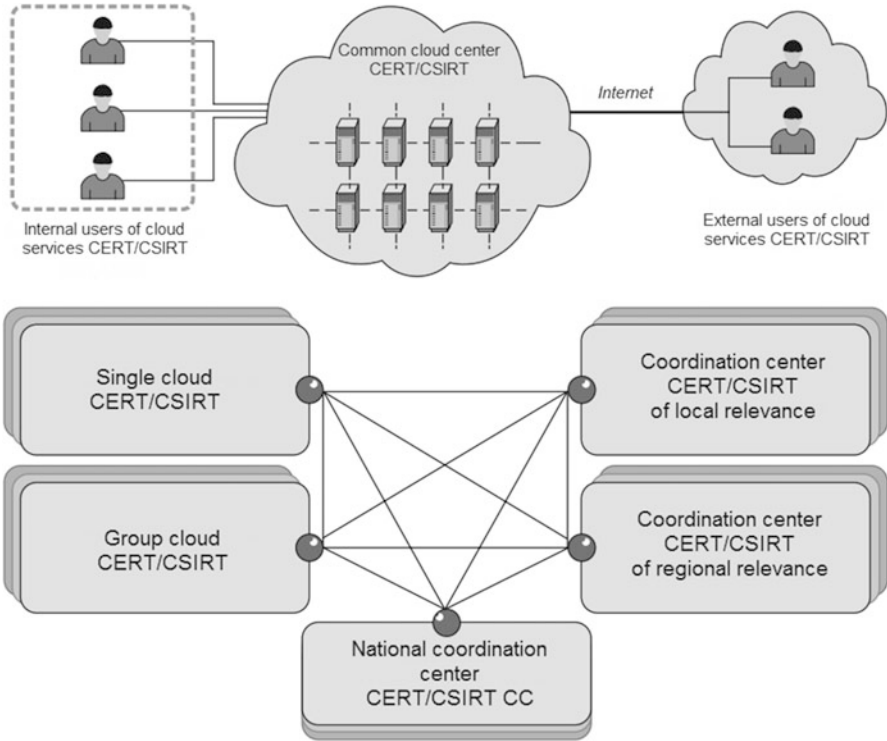 Common cloud center
CERT/CSIRT
Internet
Internal users of cloud
services CERT/CSIRT
External users of cloud
services CERT/CSIRT
Single cloud
CERT/CSIRT
Coordination center
CERT/CSIRT
of local relevance
Group cloud
CERT/CSIRT
Coordination center
CERT/CSIRT
of regional relevance
National coordination
center
CERT/CSIRT CC